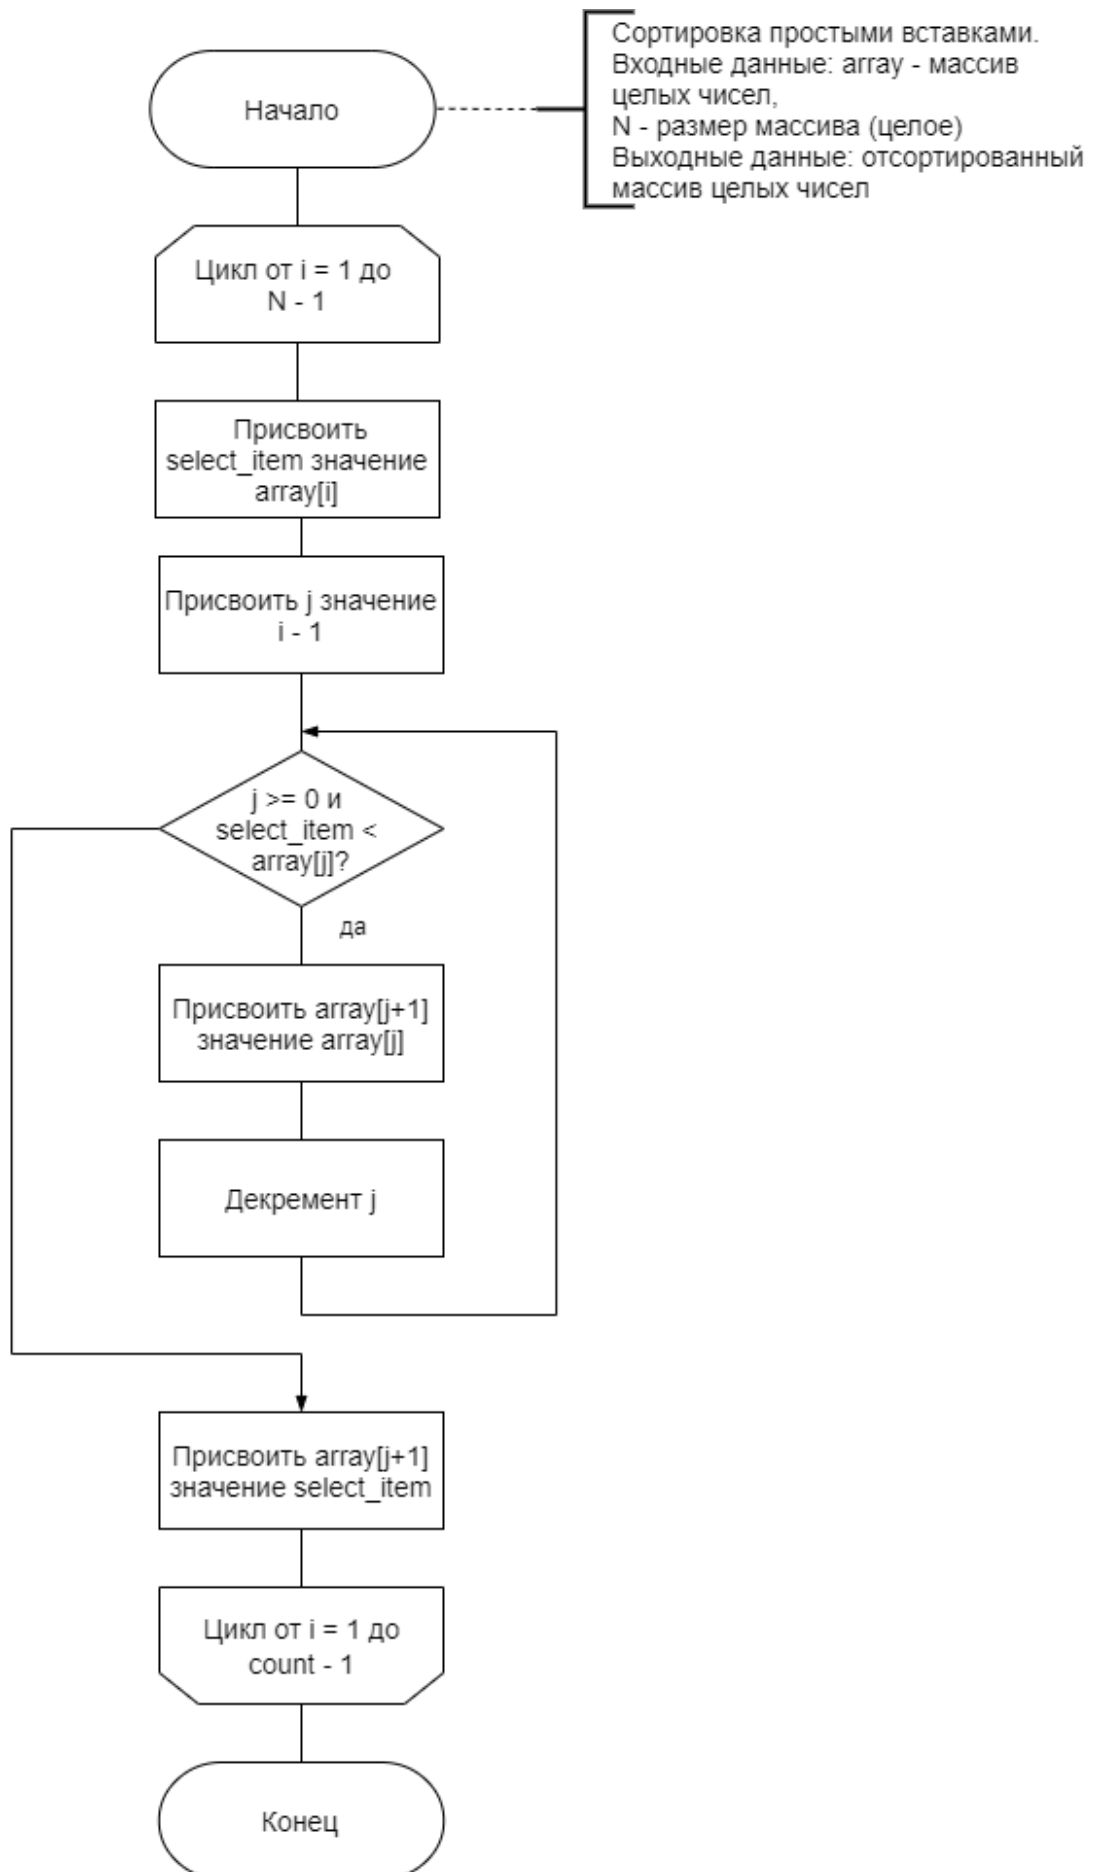 Начало
Сортировка простыми вставками.
Входные данные: array - массив
целых чисел,
N - размер массива (целое)
Выходные данные: отсортированный
массив целых чисел
Цикл от i = 1 до
N - 1
Присвоить
select_item значение
array[i]
Присвоить j значение
i - 1
j >= 0 и
select_item <
array[j]?
да
Присвоить array[j+1]
значение array[j]
Декремент j
Присвоить array[j+1]
значение select_item
Цикл от i = 1 до
count - 1
Конец